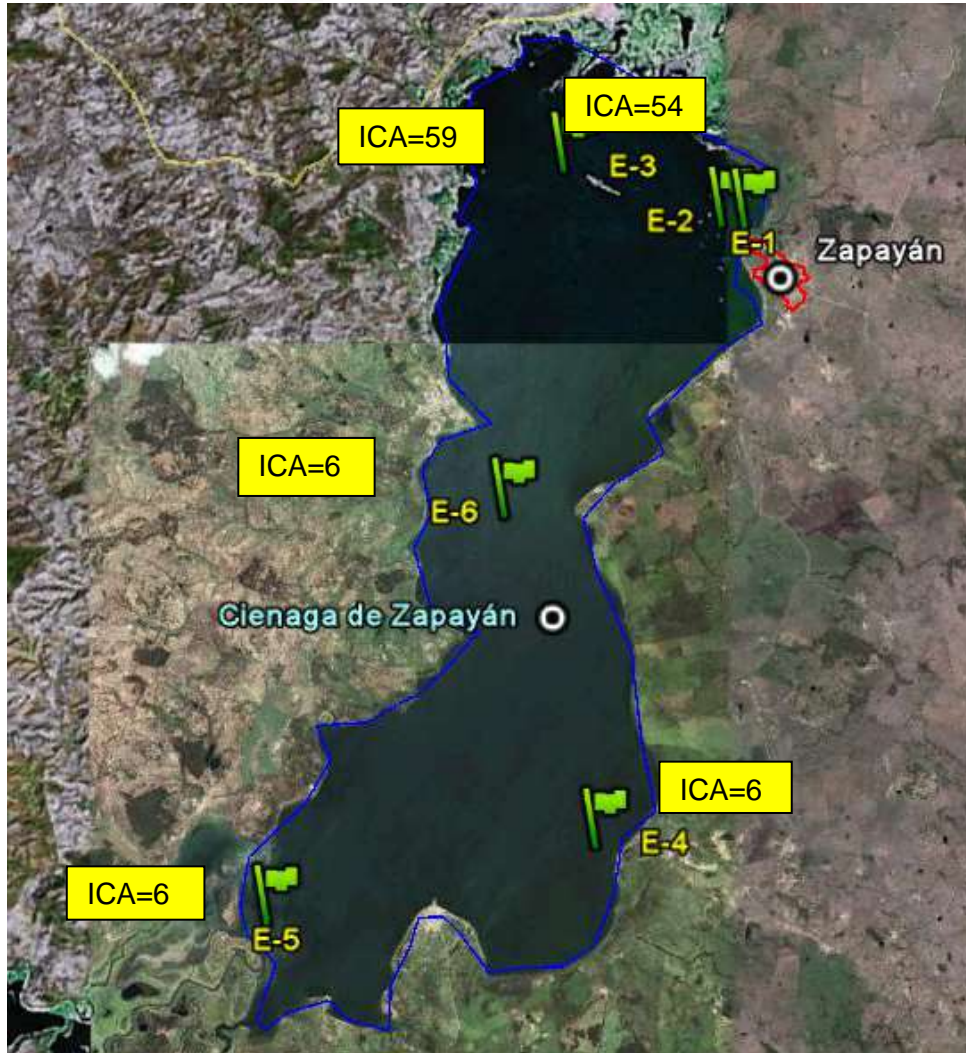 ICA=54
ICA=59
E-3
E-2
E-1
Zapayán
ICA=6
E-6
Cienaga de Zapayán
ICA=6
E-4
ICA=6
E-5